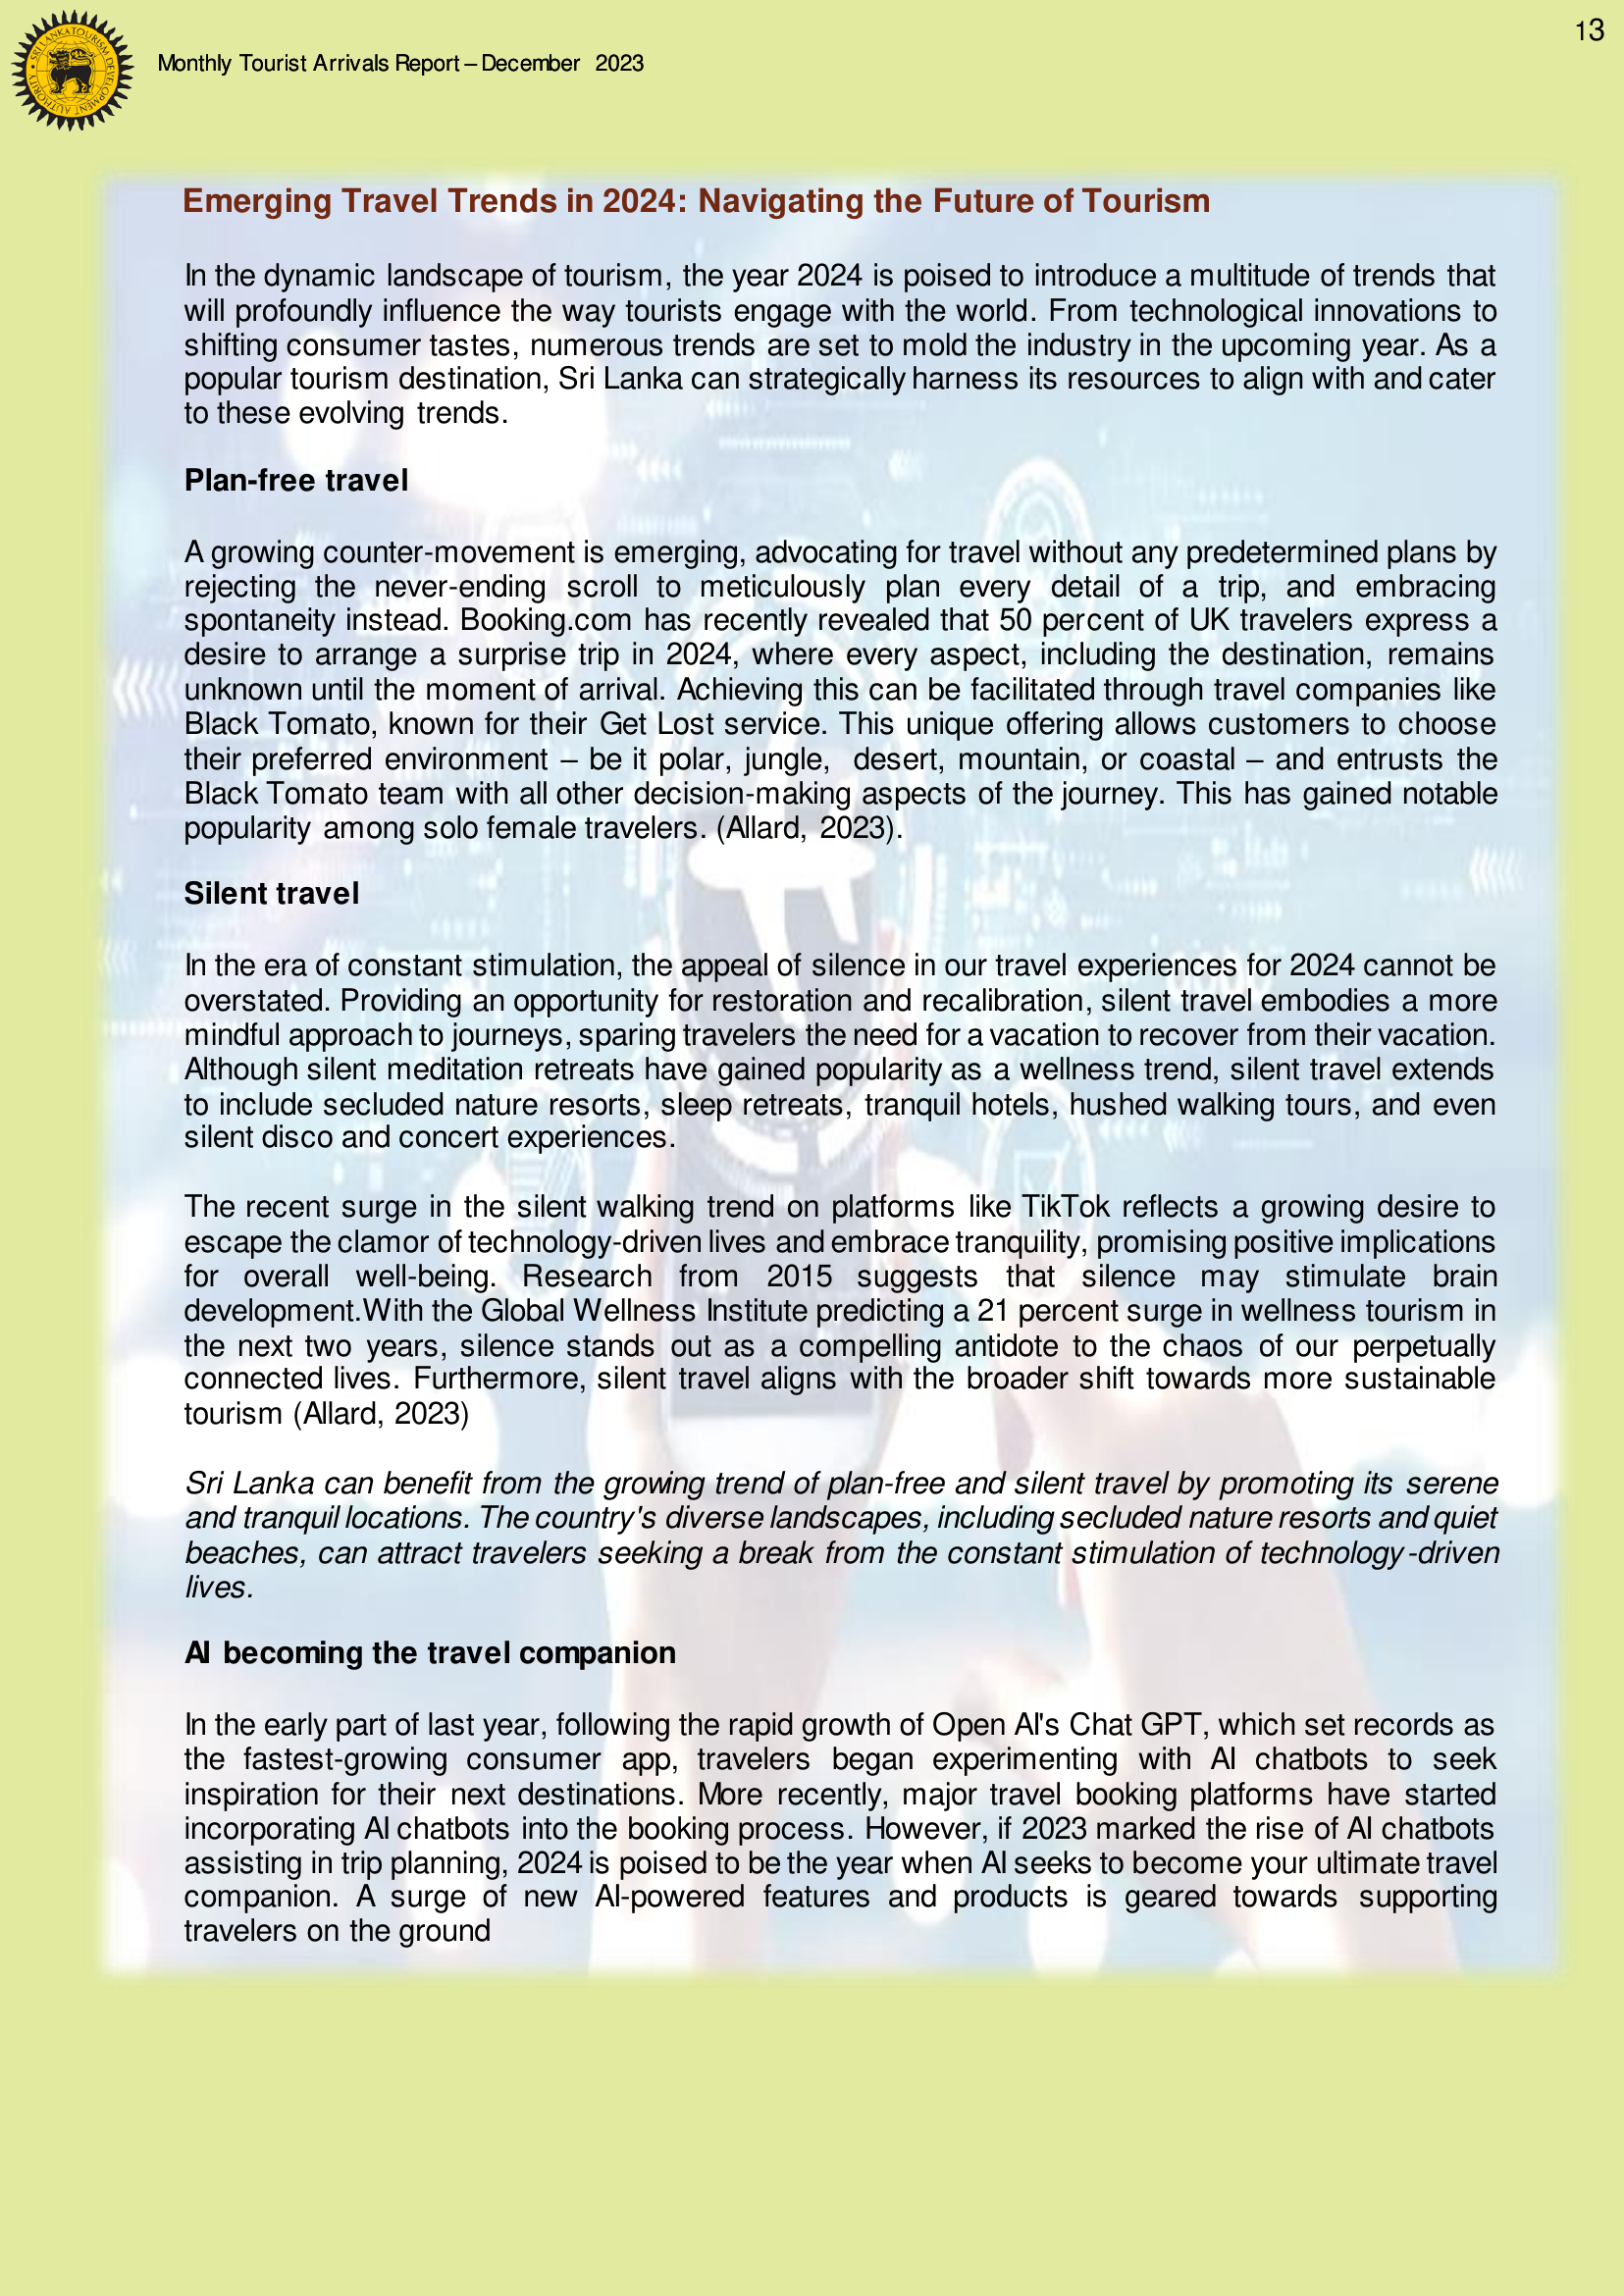 13
SRI LANKA TOURISM DEVELOPMENT AUTHORITY
Monthly Tourist Arrivals Report – December 2023
Emerging Travel Trends in 2024: Navigating the Future of Tourism
In the dynamic landscape of tourism, the year 2024 is poised to introduce a multitude of trends that
will profoundly influence the way tourists engage with the world. From technological innovations to
shifting consumer tastes, numerous trends are set to mold the industry in the upcoming year. As a
popular tourism destination, Sri Lanka can strategically harness its resources to align with and cater
to these evolving trends.
Plan-free travel
A growing counter-movement is emerging, advocating for travel without any predetermined plans by
rejecting the never-ending scroll to meticulously plan every detail of a trip, and embracing
spontaneity instead. Booking.com has recently revealed that 50 percent of UK travelers express a
desire to arrange a surprise trip in 2024, where every aspect, including the destination, remains
unknown until the moment of arrival. Achieving this can be facilitated through travel companies like
Black Tomato, known for their Get Lost service. This unique offering allows customers to choose
their preferred environment – be it polar, jungle, desert, mountain, or coastal – and entrusts the
Black Tomato team with all other decision-making aspects of the journey. This has gained notable
popularity among solo female travelers. (Allard, 2023).
Silent travel
In the era of constant stimulation, the appeal of silence in our travel experiences for 2024 cannot be
overstated. Providing an opportunity for restoration and recalibration, silent travel embodies a more
mindful approach to journeys, sparing travelers the need for a vacation to recover from their vacation.
Although silent meditation retreats have gained popularity as a wellness trend, silent travel extends
to include secluded nature resorts, sleep retreats, tranquil hotels, hushed walking tours, and even
silent disco and concert experiences.
The recent surge in the silent walking trend on platforms like TikTok reflects a growing desire to
escape the clamor of technology-driven lives and embrace tranquility, promising positive implications
for overall well-being. Research from 2015 suggests that silence may stimulate brain
development.With the Global Wellness Institute predicting a 21 percent surge in wellness tourism in
the next two years, silence stands out as a compelling antidote to the chaos of our perpetually
connected lives. Furthermore, silent travel aligns with the broader shift towards more sustainable
tourism (Allard, 2023)
Sri Lanka can benefit from the growing trend of plan-free and silent travel by promoting its serene
and tranquil locations. The country's diverse landscapes, including secluded nature resorts and quiet
beaches, can attract travelers seeking a break from the constant stimulation of technology-driven
lives.
AI becoming the travel companion
In the early part of last year, following the rapid growth of Open AI's Chat GPT, which set records as
the fastest-growing consumer app, travelers began experimenting with AI chatbots to seek
inspiration for their next destinations. More recently, major travel booking platforms have started
incorporating AI chatbots into the booking process. However, if 2023 marked the rise of AI chatbots
assisting in trip planning, 2024 is poised to be the year when AI seeks to become your ultimate travel
companion. A surge of new AI-powered features and products is geared towards supporting
travelers on the ground